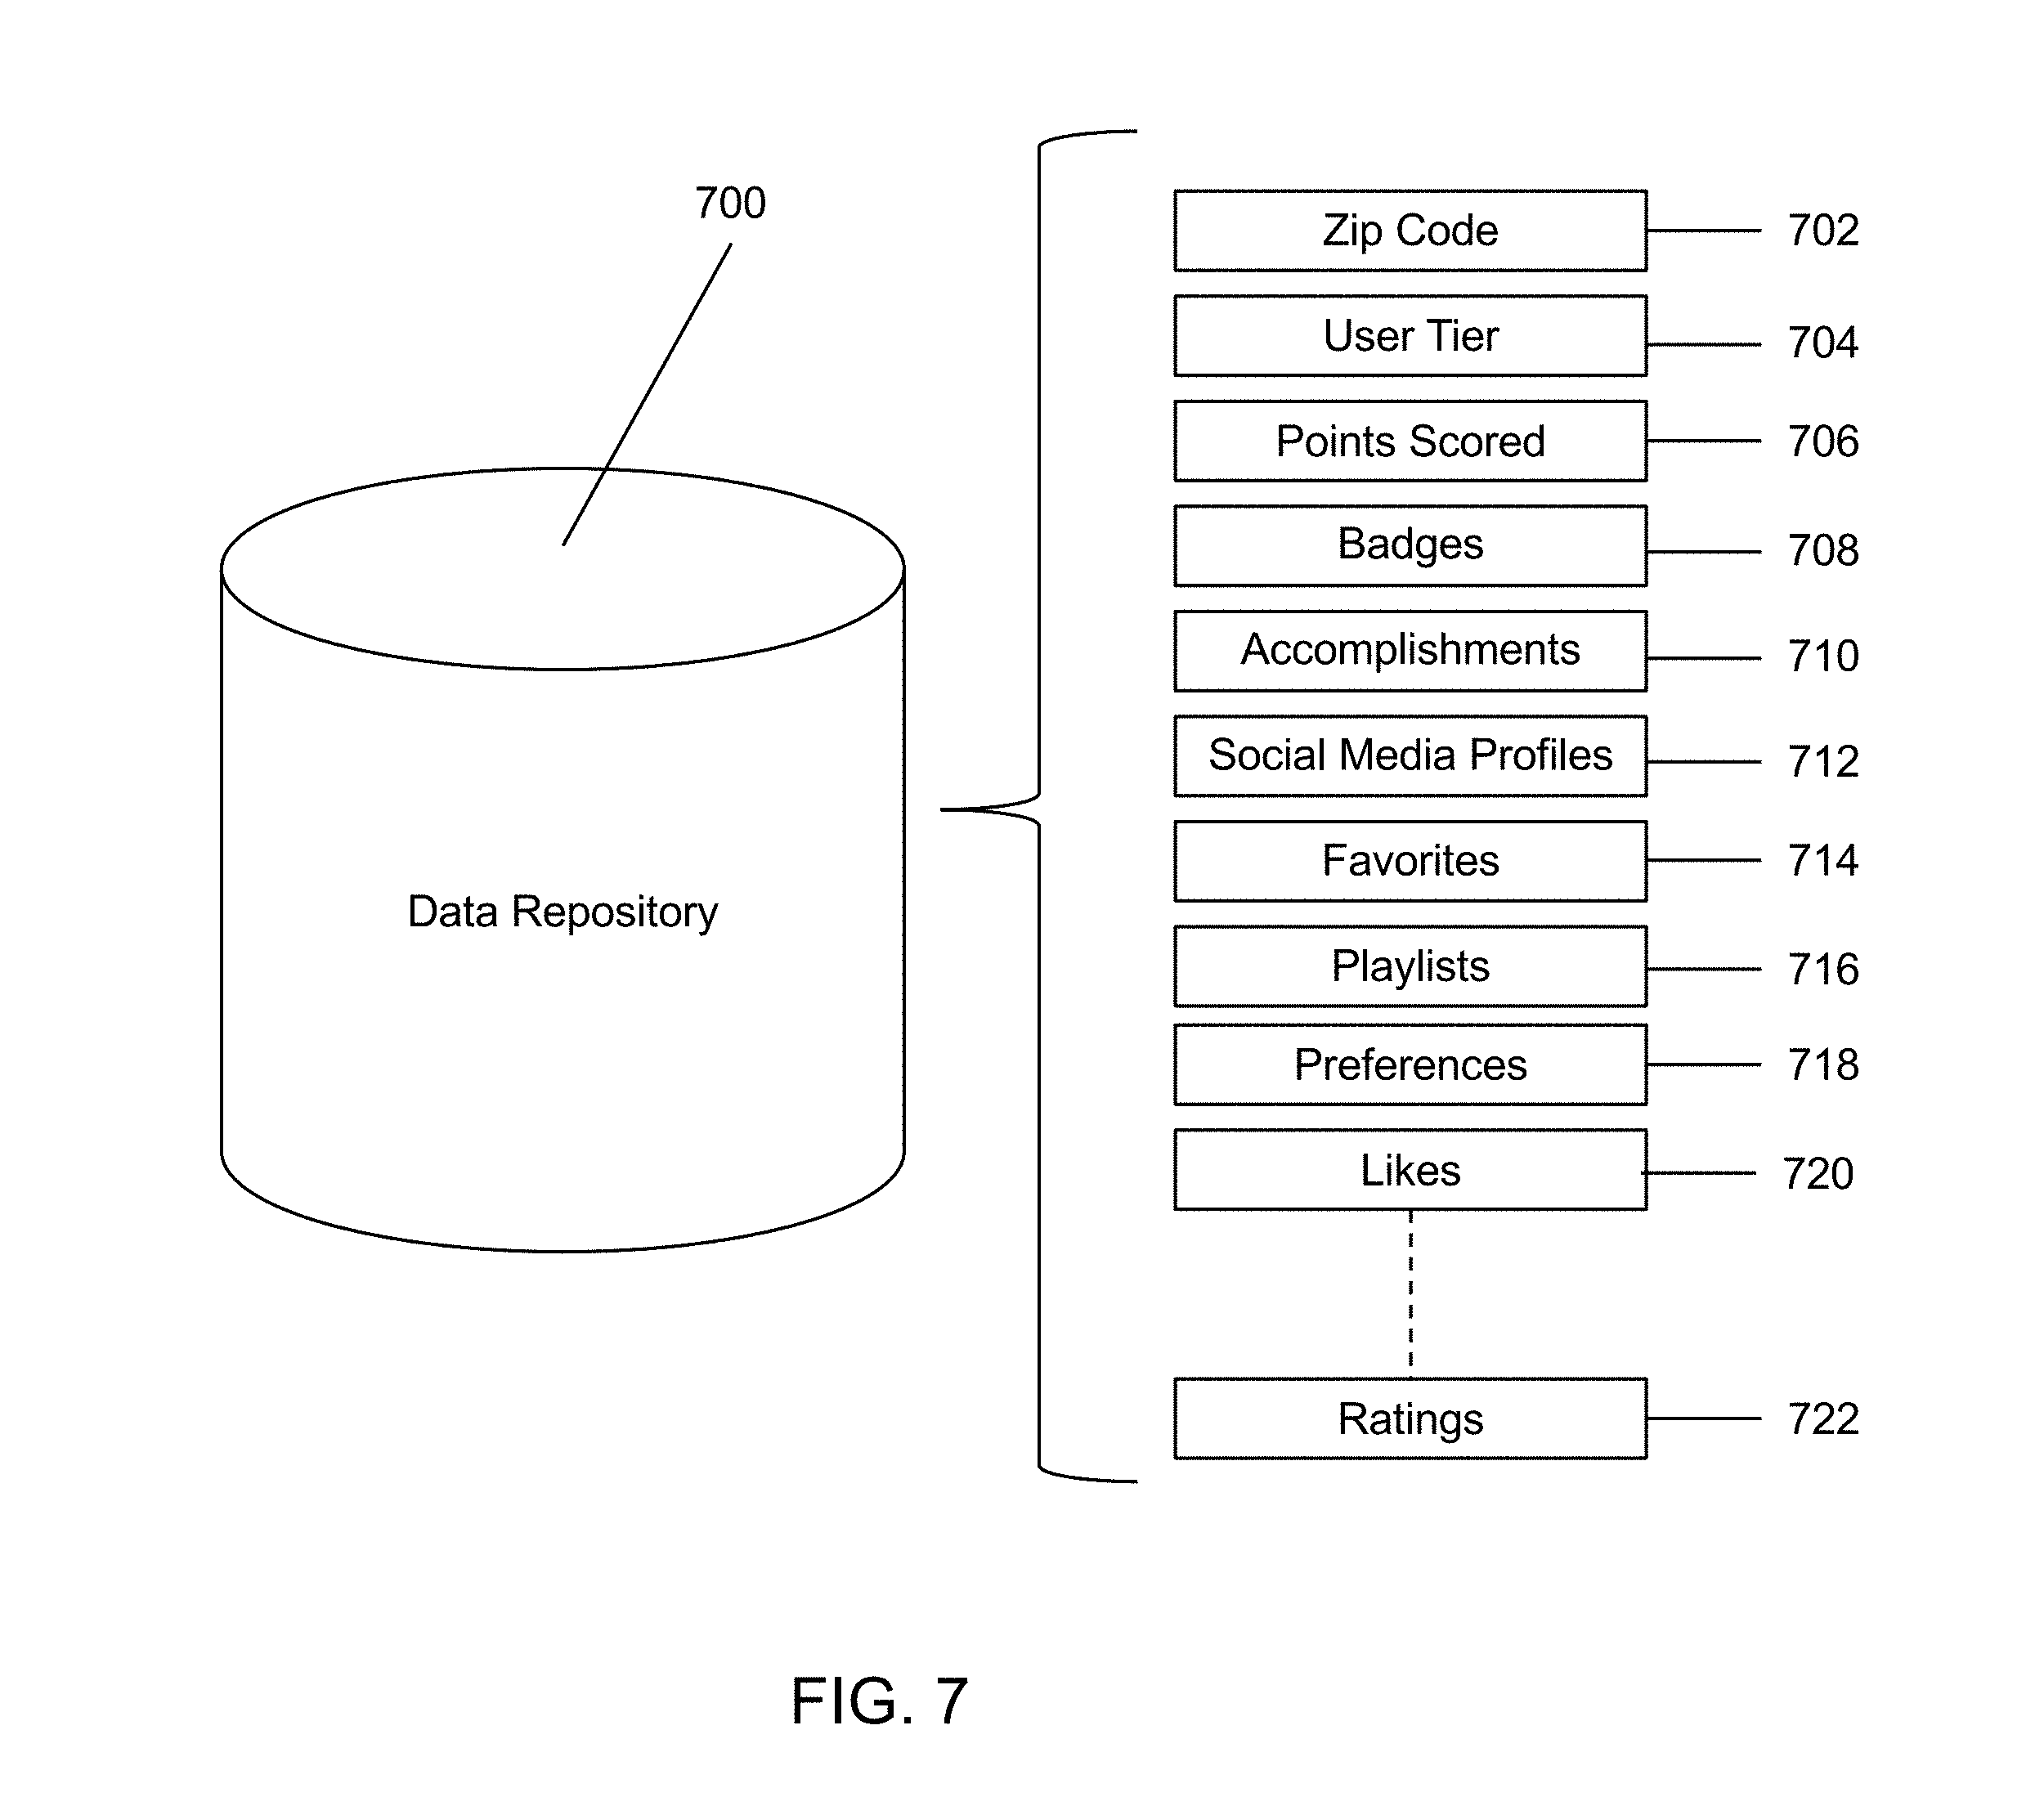 700
Data Repository
Zip Code 702
User Tier 704
Points Scored 706
Badges 708
Accomplishments 710
Social Media Profiles 712
Favorites 714
Playlists 716
Preferences 718
Likes 720
Ratings 722
FIG. 7